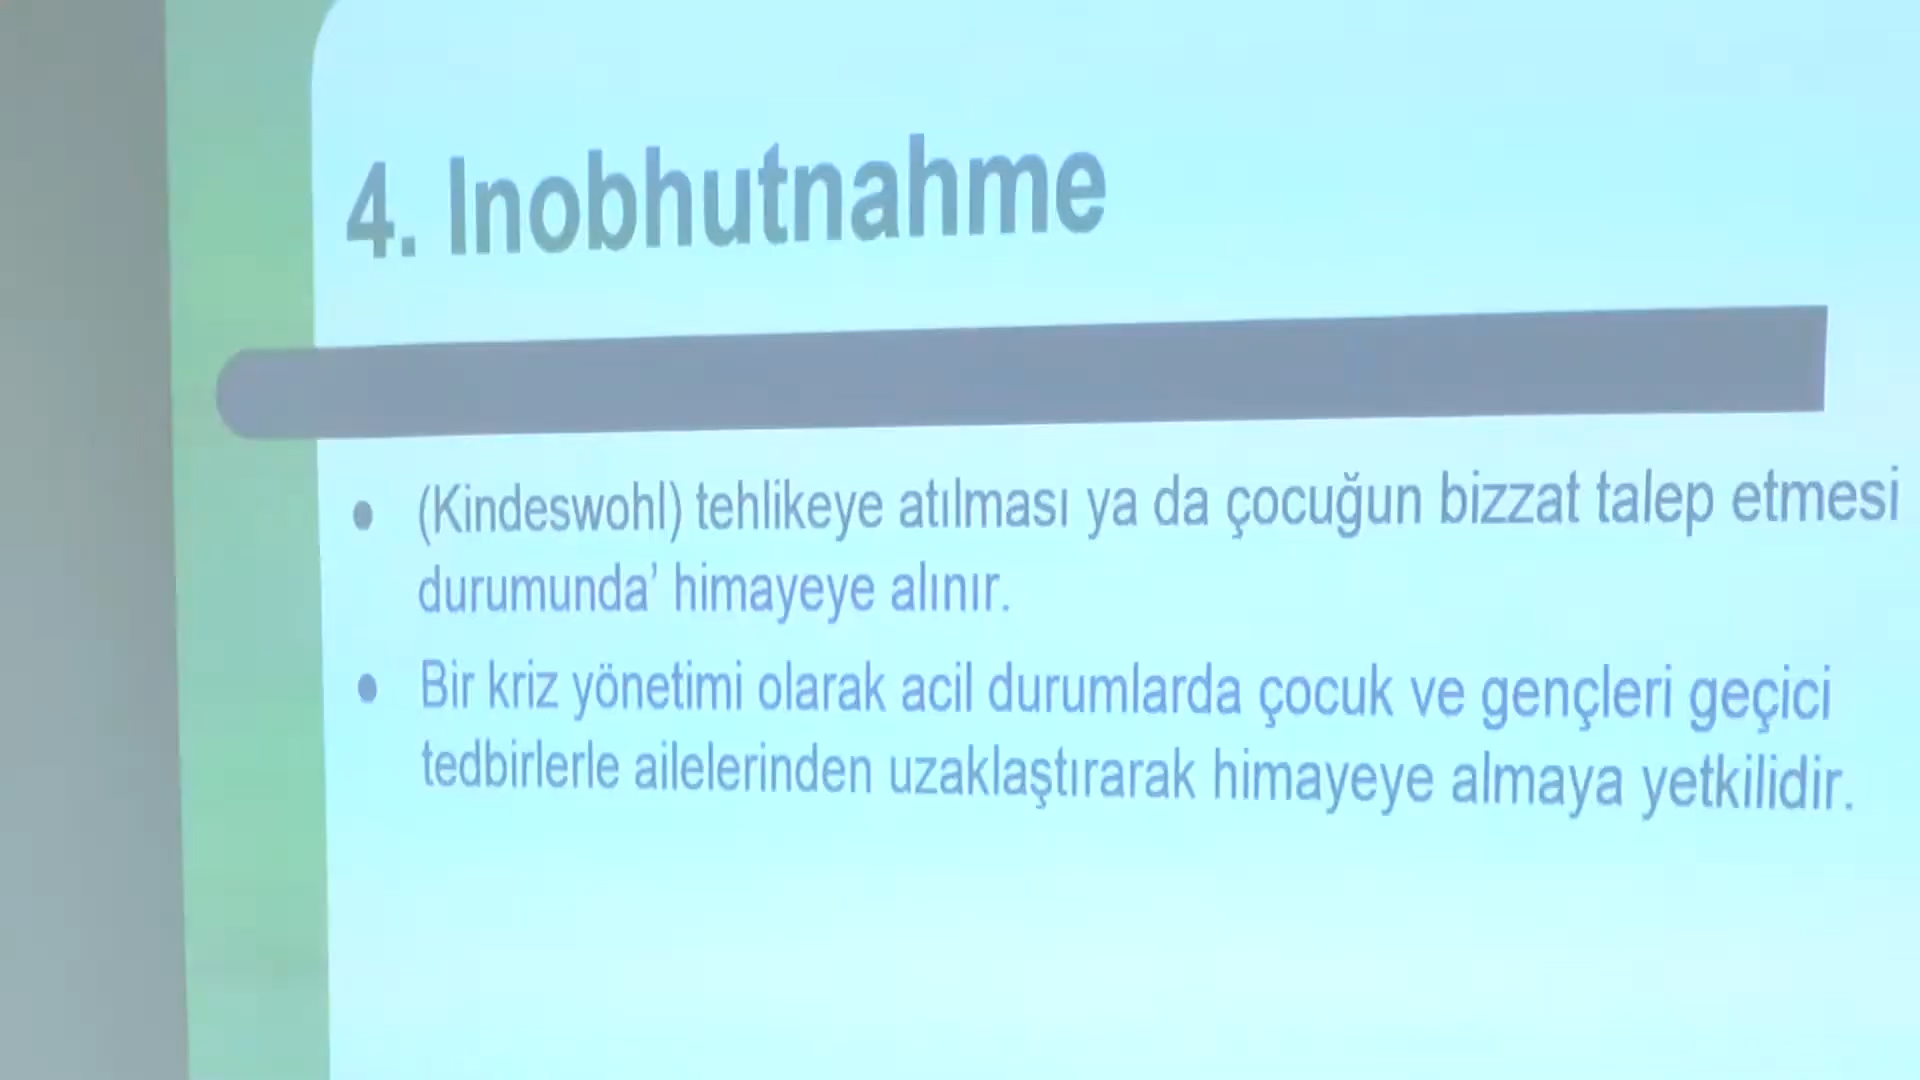 4. Inobhutnahme
• (Kindeswohl) tehlikeye atılması ya da çocuğun bizzat talep etmesi
durumunda’ himayeye alınır.
• Bir kriz yönetimi olarak acil durumlarda çocuk ve gençleri geçici
tedbirlerle ailelerinden uzaklaştırarak himayeye almaya yetkilidir.